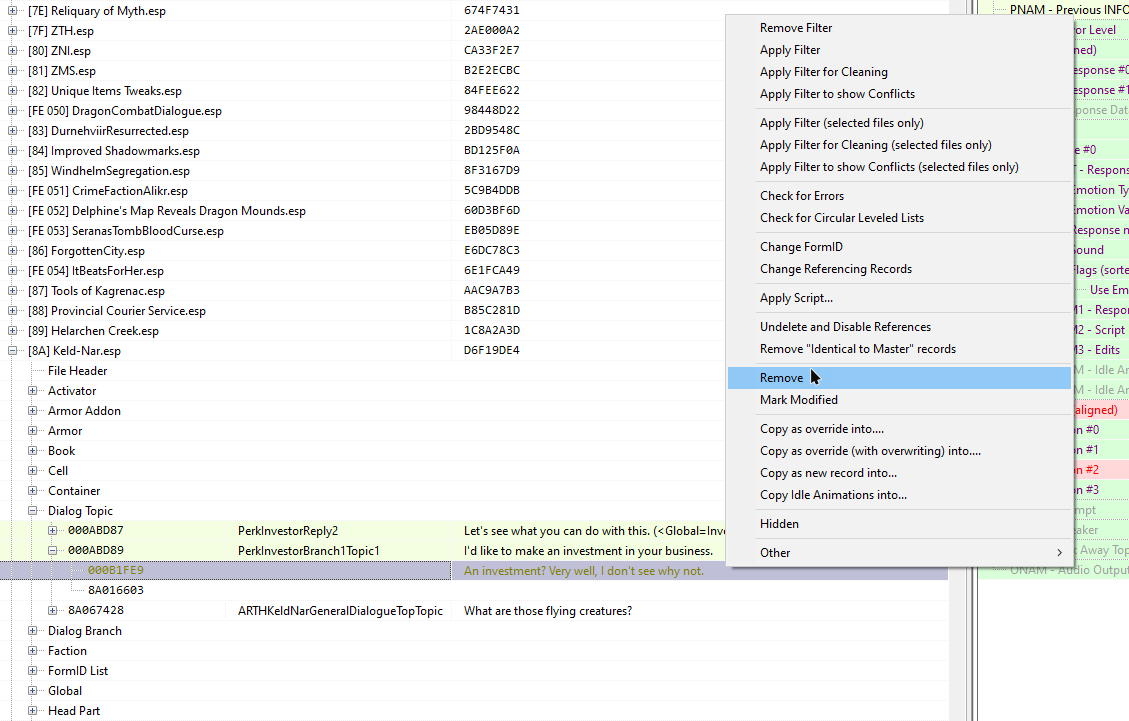 [7E] Reliquary of Myth.esp 674F7431
[7F] ZTH.esp 2AE000A2
[80] ZNI.esp CA33F2E7
[81] ZMS.esp B2E2ECBC
[82] Unique Items Tweaks.esp 84FEE622
[FE 050] DragonCombatDialogue.esp 98448D22
[83] DurnehviirResurrected.esp 2BD9548C
[84] Improved Shadowmarks.esp BD125F0A
[85] WindhelmSegregation.esp 8F3167D9
[FE 051] CrimeFactionAlikr.esp 5C9B4DDB
[FE 052] Delphine's Map Reveals Dragon Mounds.esp 60D3BF6D
[FE 053] SeranasTombBloodCurse.esp EB05D89E
[86] ForgottenCity.esp E6DC78C3
[FE 054] ItBeatsForHer.esp 6E1FCA49
[87] Tools of Kagrenac.esp AAC9A7B3
[88] Provincial Courier Service.esp B85C281D
[89] Helarchen Creek.esp 1C8A2A3D
[8A] Keld-Nar.esp D6F19DE4
File Header
Activator
Armor Addon
Armor
Book
Cell
Container
Dialog Topic
000ABD87 PerkInvestorReply2 Let's see what you can do with this. (<Global=Inve
000ABD89 PerkInvestorBranch1Topic1 I'd like to make an investment in your business.
000B1FE9 An investment? Very well, I don't see why not.
8A016603
8A067428 ARTHKeldNarGeneralDialogueTopTopic What are those flying creatures?
Dialog Branch
Faction
FormID List
Global
Head Part
Remove Filter
Apply Filter
Apply Filter for Cleaning
Apply Filter to show Conflicts
Apply Filter (selected files only)
Apply Filter for Cleaning (selected files only)
Apply Filter to show Conflicts (selected files only)
Check for Errors
Check for Circular Leveled Lists
Change FormID
Change Referencing Records
Apply Script...
Undelete and Disable References
Remove "Identical to Master" records
Remove
Mark Modified
Copy as override into....
Copy as override (with overwriting) into....
Copy as new record into...
Copy Idle Animations into...
Hidden
Other
PNAM - Previous INFO
or Level
ned)
esponse #0
esponse #1
ponse Dat
e #0
- Respons
Emotion Ty
Emotion Va
Response n
ound
lags (sorte
Use Em
1 - Respon
2 - Script
3 - Edits
M - Idle An
M - Idle An
aligned)
on #0
on #1
on #2
on #3
mpt
eaker
k Away Top
ONAM - Audio Output